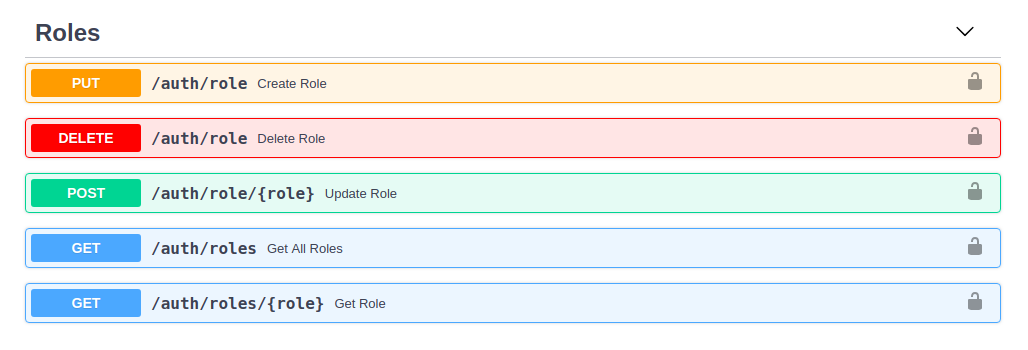 Roles
PUT /auth/role Create Role
DELETE /auth/role Delete Role
POST /auth/role/{role} Update Role
GET /auth/roles Get All Roles
GET /auth/roles/{role} Get Role